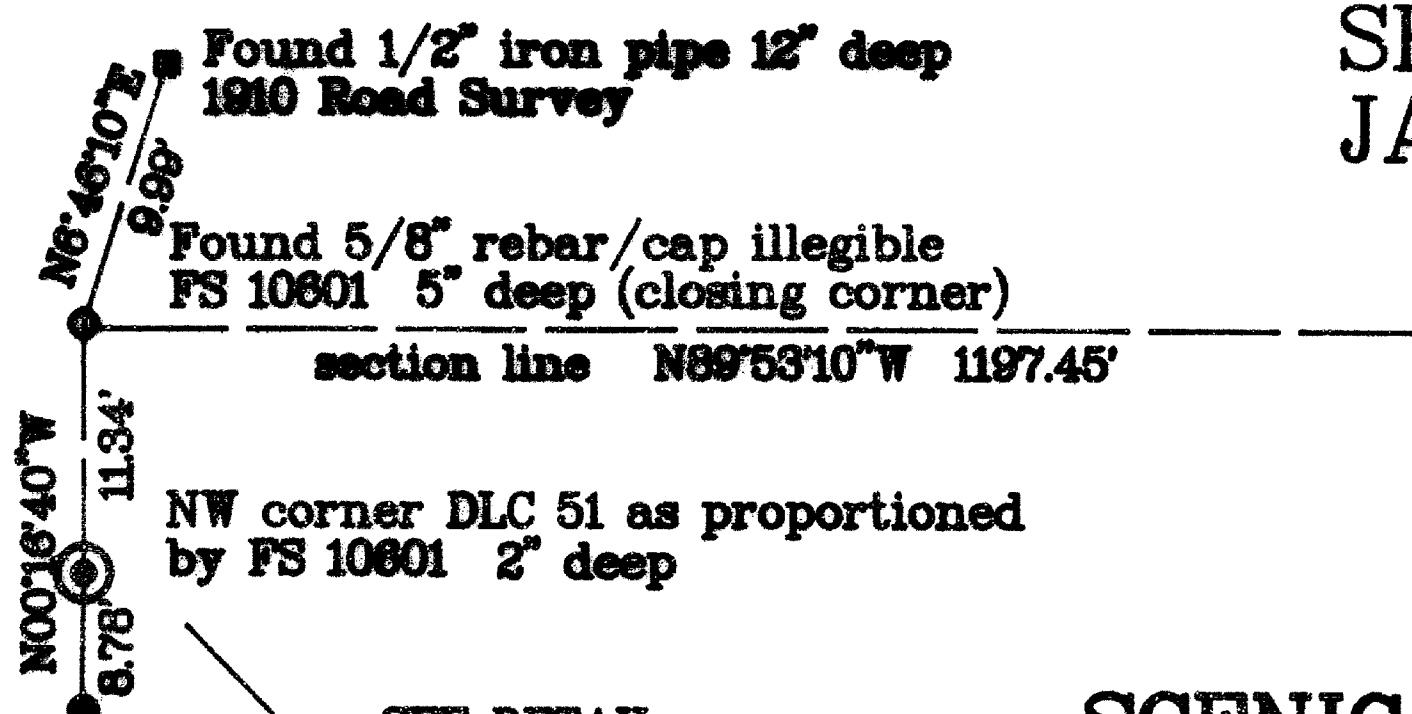 Found 1/2" iron pipe 12" deep
1910 Road Survey
N6°46'10"E
9.99'
Found 5/8" rebar/cap illegible
FS 10601 5" deep (closing corner)
section line N89°53'10"W 1197.45'
11.34'
N00°16'40"W
NW corner DLC 51 as proportioned
by FS 10601 2" deep
8.78'
JA
SCENIC